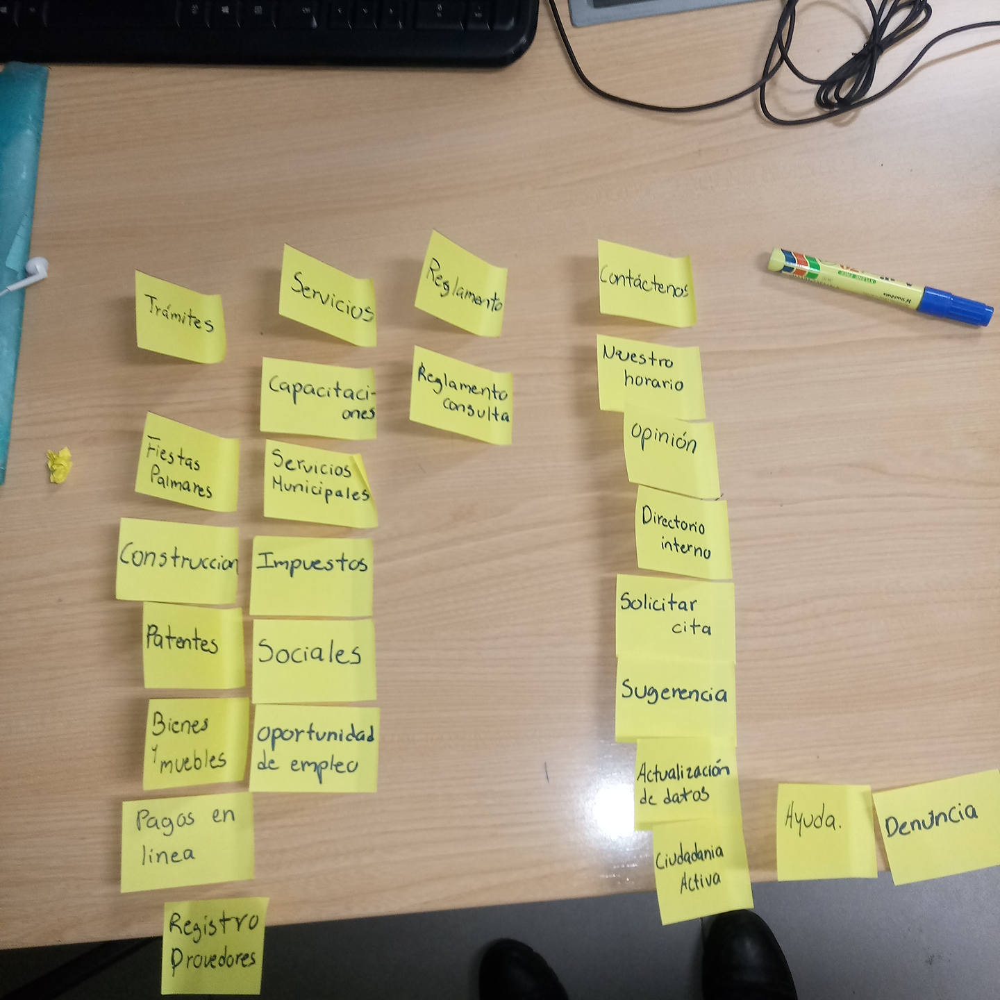 Trámites
Fiestas
Palmares
Construccion
Patentes
Bienes
y muebles
Pagos en
linea
Registro
Provedores
Servicios
Capacitaci-
ones
Servicios
Municipales
Impuestos
Sociales
oportunidad
de empleo
Reglamento
Reglamento
consulta
Contáctenos
Nuestro
horario
Opinión
Directorio
interno
Solicitar
cita
Sugerencia
Actualización
de datos
Ciudadania
Activa
Ayuda.
Denuncia